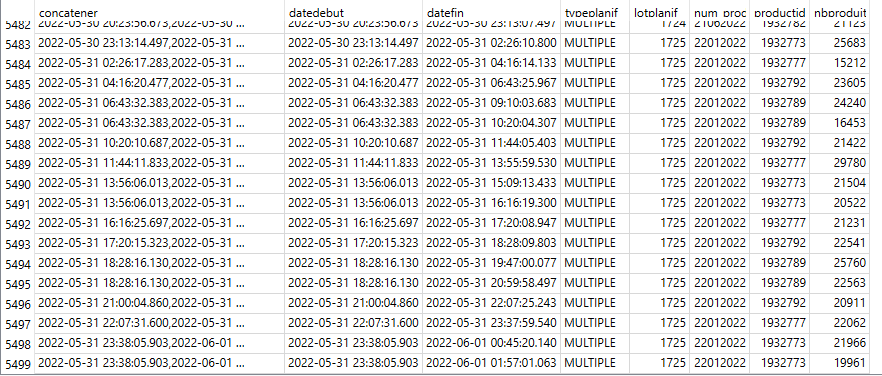 concatener datedebut datefin typeplanif lotplanif num_proc productid nbproduit
5482 2022-05-30 20:23:56.673,2022-05-30 ... 2022-05-30 20:23:56.673 2022-05-30 23:13:07.497 MULTIPLE 1724 21062022 1932782 21123
5483 2022-05-30 23:13:14.497,2022-05-31 ... 2022-05-30 23:13:14.497 2022-05-31 02:26:10.800 MULTIPLE 1725 22012022 1932773 25683
5484 2022-05-31 02:26:17.283,2022-05-31 ... 2022-05-31 02:26:17.283 2022-05-31 04:16:14.133 MULTIPLE 1725 22012022 1932777 15212
5485 2022-05-31 04:16:20.477,2022-05-31 ... 2022-05-31 04:16:20.477 2022-05-31 06:43:25.967 MULTIPLE 1725 22012022 1932792 23605
5486 2022-05-31 06:43:32.383,2022-05-31 ... 2022-05-31 06:43:32.383 2022-05-31 09:10:03.683 MULTIPLE 1725 22012022 1932789 24240
5487 2022-05-31 06:43:32.383,2022-05-31 ... 2022-05-31 06:43:32.383 2022-05-31 10:20:04.307 MULTIPLE 1725 22012022 1932789 16453
5488 2022-05-31 10:20:10.687,2022-05-31 ... 2022-05-31 10:20:10.687 2022-05-31 11:44:05.403 MULTIPLE 1725 22012022 1932792 21422
5489 2022-05-31 11:44:11.833,2022-05-31 ... 2022-05-31 11:44:11.833 2022-05-31 13:55:59.530 MULTIPLE 1725 22012022 1932777 29780
5490 2022-05-31 13:56:06.013,2022-05-31 ... 2022-05-31 13:56:06.013 2022-05-31 15:09:13.433 MULTIPLE 1725 22012022 1932773 21504
5491 2022-05-31 13:56:06.013,2022-05-31 ... 2022-05-31 13:56:06.013 2022-05-31 16:16:19.300 MULTIPLE 1725 22012022 1932773 20522
5492 2022-05-31 16:16:25.697,2022-05-31 ... 2022-05-31 16:16:25.697 2022-05-31 17:20:08.947 MULTIPLE 1725 22012022 1932777 21231
5493 2022-05-31 17:20:15.323,2022-05-31 ... 2022-05-31 17:20:15.323 2022-05-31 18:28:09.803 MULTIPLE 1725 22012022 1932792 22541
5494 2022-05-31 18:28:16.130,2022-05-31 ... 2022-05-31 18:28:16.130 2022-05-31 19:47:00.077 MULTIPLE 1725 22012022 1932789 25760
5495 2022-05-31 18:28:16.130,2022-05-31 ... 2022-05-31 18:28:16.130 2022-05-31 20:59:58.497 MULTIPLE 1725 22012022 1932789 22563
5496 2022-05-31 21:00:04.860,2022-05-31 ... 2022-05-31 21:00:04.860 2022-05-31 22:07:25.243 MULTIPLE 1725 22012022 1932792 20911
5497 2022-05-31 22:07:31.600,2022-05-31 ... 2022-05-31 22:07:31.600 2022-05-31 23:37:59.540 MULTIPLE 1725 22012022 1932777 22062
5498 2022-05-31 23:38:05.903,2022-06-01 ... 2022-05-31 23:38:05.903 2022-06-01 00:45:20.140 MULTIPLE 1725 22012022 1932773 21966
5499 2022-05-31 23:38:05.903,2022-06-01 ... 2022-05-31 23:38:05.903 2022-06-01 01:57:01.063 MULTIPLE 1725 22012022 1932773 19961